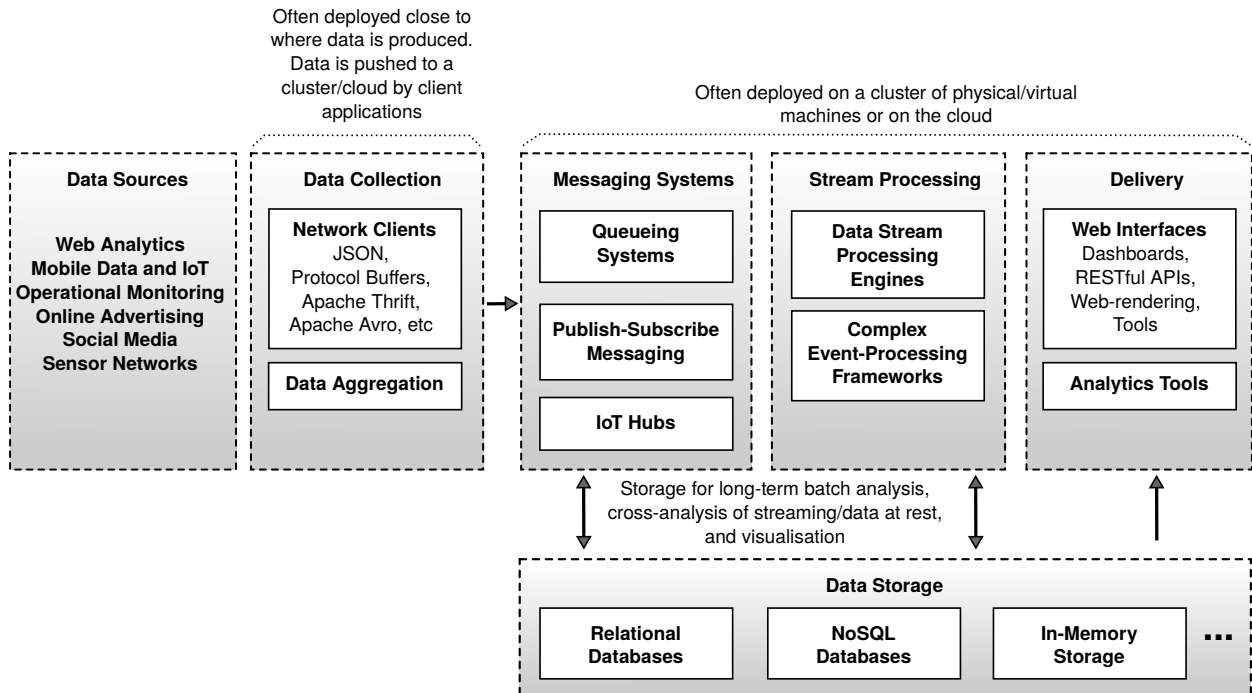 Often deployed close to
where data is produced.
Data is pushed to a
cluster/cloud by client
applications
Often deployed on a cluster of physical/virtual
machines or on the cloud
Data Sources
Web Analytics
Mobile Data and IoT
Operational Monitoring
Online Advertising
Social Media
Sensor Networks
Data Collection
Network Clients
JSON,
Protocol Buffers,
Apache Thrift,
Apache Avro, etc
Data Aggregation
Messaging Systems
Queueing
Systems
Publish-Subscribe
Messaging
IoT Hubs
Stream Processing
Data Stream
Processing
Engines
Complex
Event-Processing
Frameworks
Delivery
Web Interfaces
Dashboards,
RESTful APIs,
Web-rendering,
Tools
Analytics Tools
Storage for long-term batch analysis,
cross-analysis of streaming/data at rest,
and visualisation
Data Storage
Relational
Databases
NoSQL
Databases
In-Memory
Storage
...